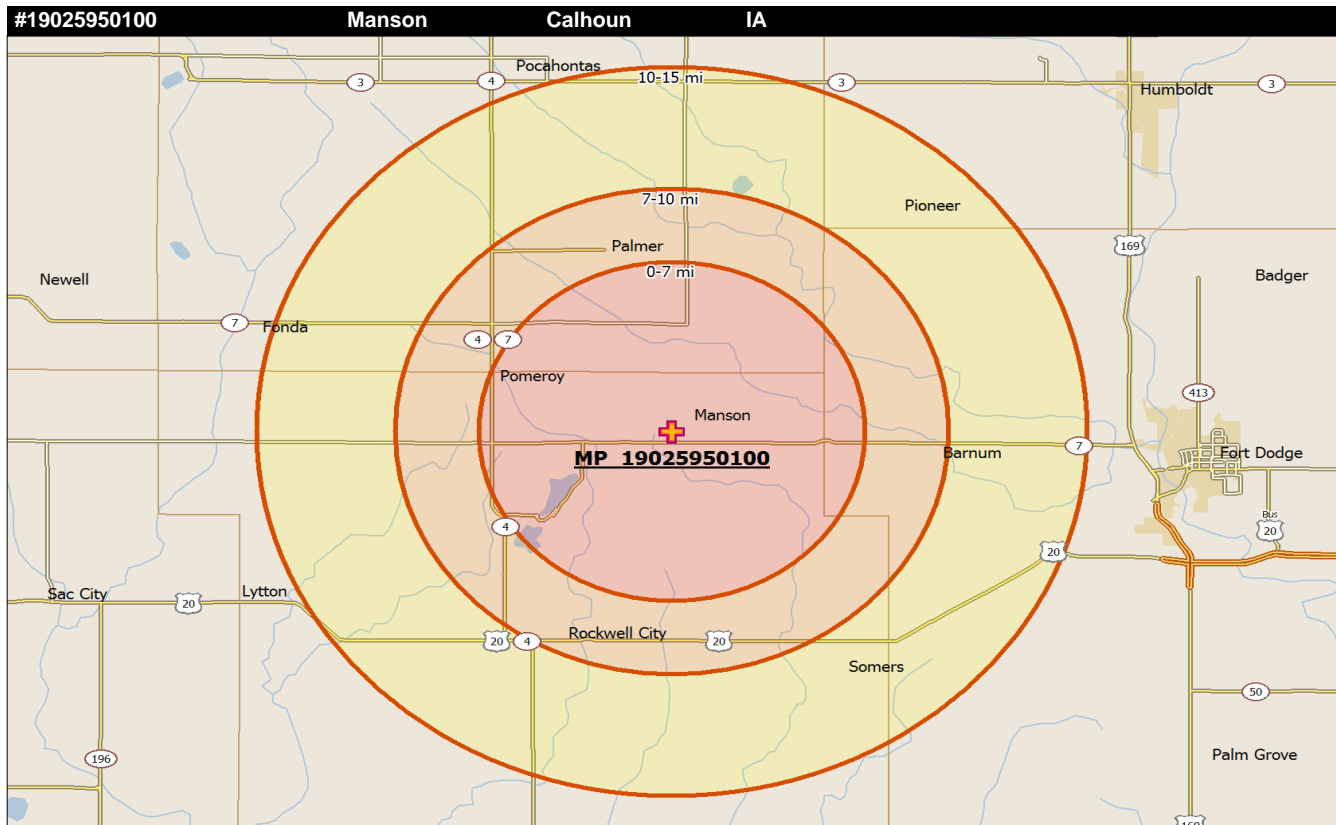 #19025950100 Manson Calhoun IA
Pocahontas
10-15 mi
3
4
3
Humboldt
3
7-10 mi
Pioneer
Palmer
169
0-7 mi
Newell
Badger
7
Fonda
4
7
Pomeroy
413
Manson
7
Barnum
Fort Dodge
MP 19025950100
4
Bus
20
20
Sac City
20
Lytton
Rockwell City
20
4
20
Somers
50
196
Palm Grove
169